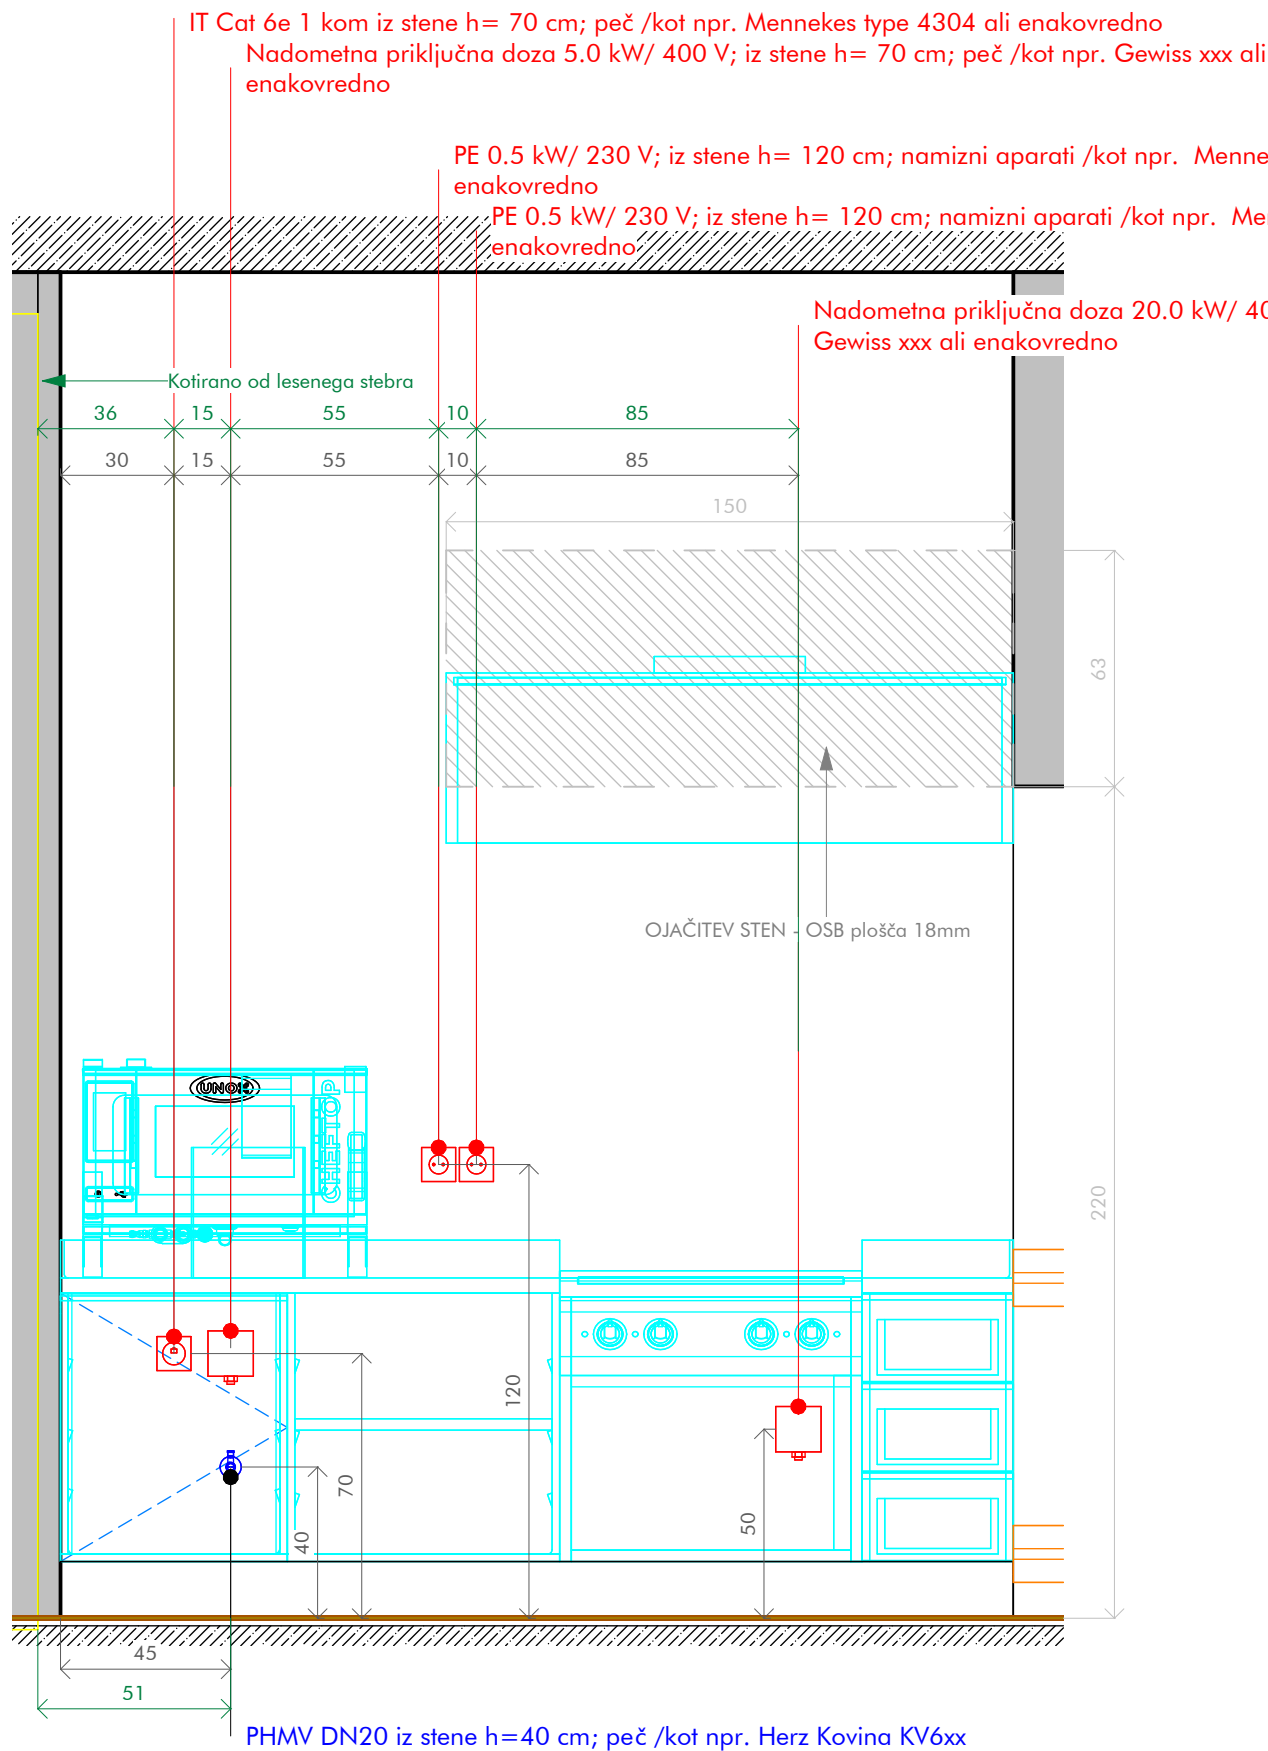 IT Cat 6e 1 kom iz stene h= 70 cm; peč /kot npr. Mennekes type 4304 ali enakovredno
Nadometna priključna doza 5.0 kW/ 400 V; iz stene h= 70 cm; peč /kot npr. Gewiss xxx ali
enakovredno
PE 0.5 kW/ 230 V; iz stene h= 120 cm; namizni aparati /kot npr. Menne
enakovredno
PE 0.5 kW/ 230 V; iz stene h= 120 cm; namizni aparati /kot npr. Me
enakovredno
Nadometna priključna doza 20.0 kW/ 40
Gewiss xxx ali enakovredno
Kotirano od lesenega stebra
36 15 55 10 85
30 15 55 10 85
150
63
OJAČITEV STEN - OSB plošča 18mm
UNOX
CHEFTOP
220
120
70
50
40
45
51
PHMV DN20 iz stene h=40 cm; peč /kot npr. Herz Kovina KV6xx